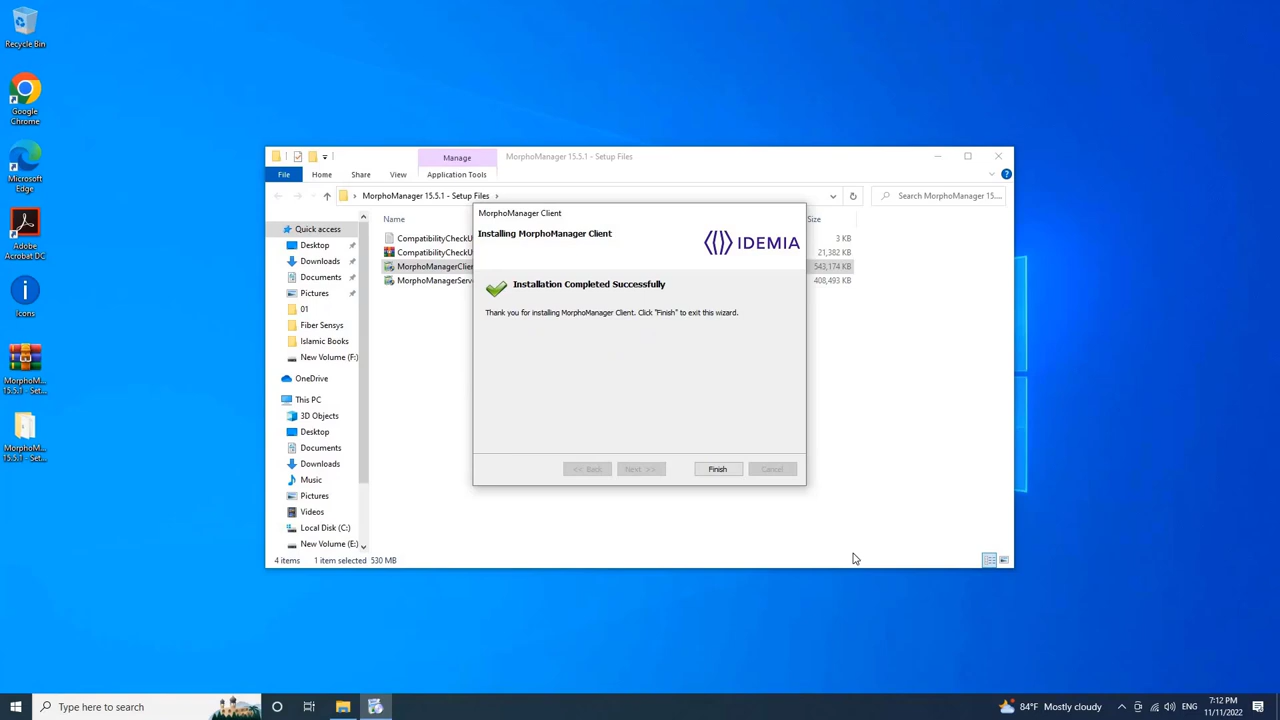 Recycle Bin
Google
Chrome
Microsoft
Edge
Adobe
Acrobat DC
Icons
MorphoM...
15.5.1 - Set...
MorphoM...
15.5.1 - Set...
Manage
MorphoManager 15.5.1 - Setup Files
File
Home
Share
View
Application Tools
MorphoManager 15.5.1 - Setup Files
Search MorphoManager 15....
Quick access
Desktop
Downloads
Documents
Pictures
01
Fiber Sensys
Islamic Books
New Volume (F:)
OneDrive
This PC
3D Objects
Desktop
Documents
Downloads
Music
Pictures
Videos
Local Disk (C:)
New Volume (E:)
Name
Size
CompatibilityCheckU
3 KB
CompatibilityCheckU
21,382 KB
MorphoManagerClie
543,174 KB
MorphoManagerServ
408,493 KB
MorphoManager Client
Installing MorphoManager Client
IDEMIA
Installation Completed Successfully
Thank you for installing MorphoManager Client. Click "Finish" to exit this wizard.
<< Back
Next >>
Finish
Cancel
4 items
1 item selected 530 MB
Type here to search
84°F Mostly cloudy
ENG
7:12 PM
11/11/2022